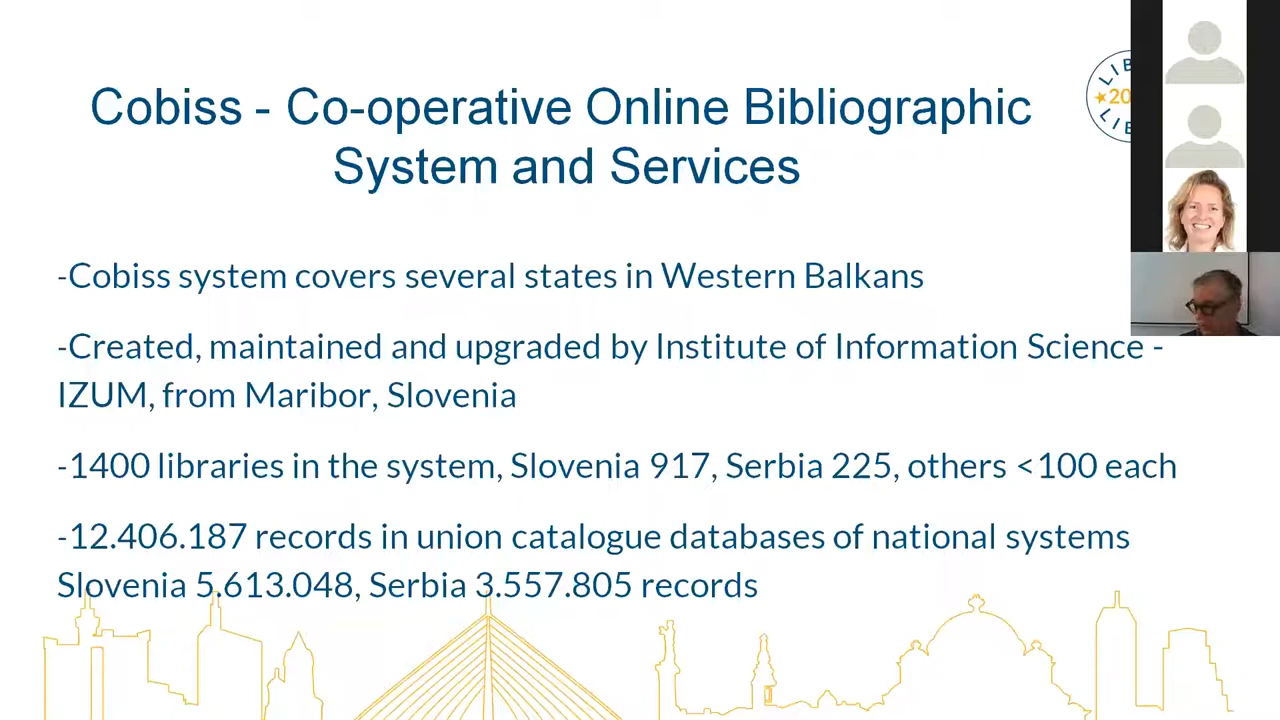 Cobiss - Co-operative Online Bibliographic
System and Services
LIB
★20
LIB
-Cobiss system covers several states in Western Balkans
-Created, maintained and upgraded by Institute of Information Science -
IZUM, from Maribor, Slovenia
-1400 libraries in the system, Slovenia 917, Serbia 225, others <100 each
-12.406.187 records in union catalogue databases of national systems
Slovenia 5.613.048, Serbia 3.557.805 records